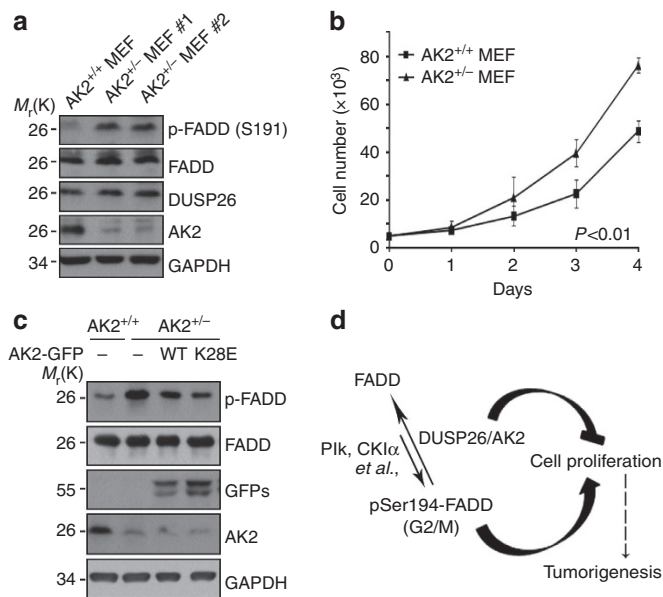 a
AK2+/+ MEF
AK2+/– MEF #1
AK2+/– MEF #2
Mr(K)
26
p-FADD (S191)
26
FADD
26
DUSP26
26
AK2
34
GAPDH
b
AK2+/+ MEF
AK2+/– MEF
Cell number (×10³)
80
60
40
20
0
P<0.01
0 1 2 3 4
Days
c
AK2+/+ AK2+/–
AK2-GFP – – WT K28E
Mr(K)
26
p-FADD
26
FADD
55
GFPs
26
AK2
34
GAPDH
d
FADD
DUSP26/AK2
Plk, CKIα
et al.,
Cell proliferation
pSer194-FADD
(G2/M)
Tumorigenesis